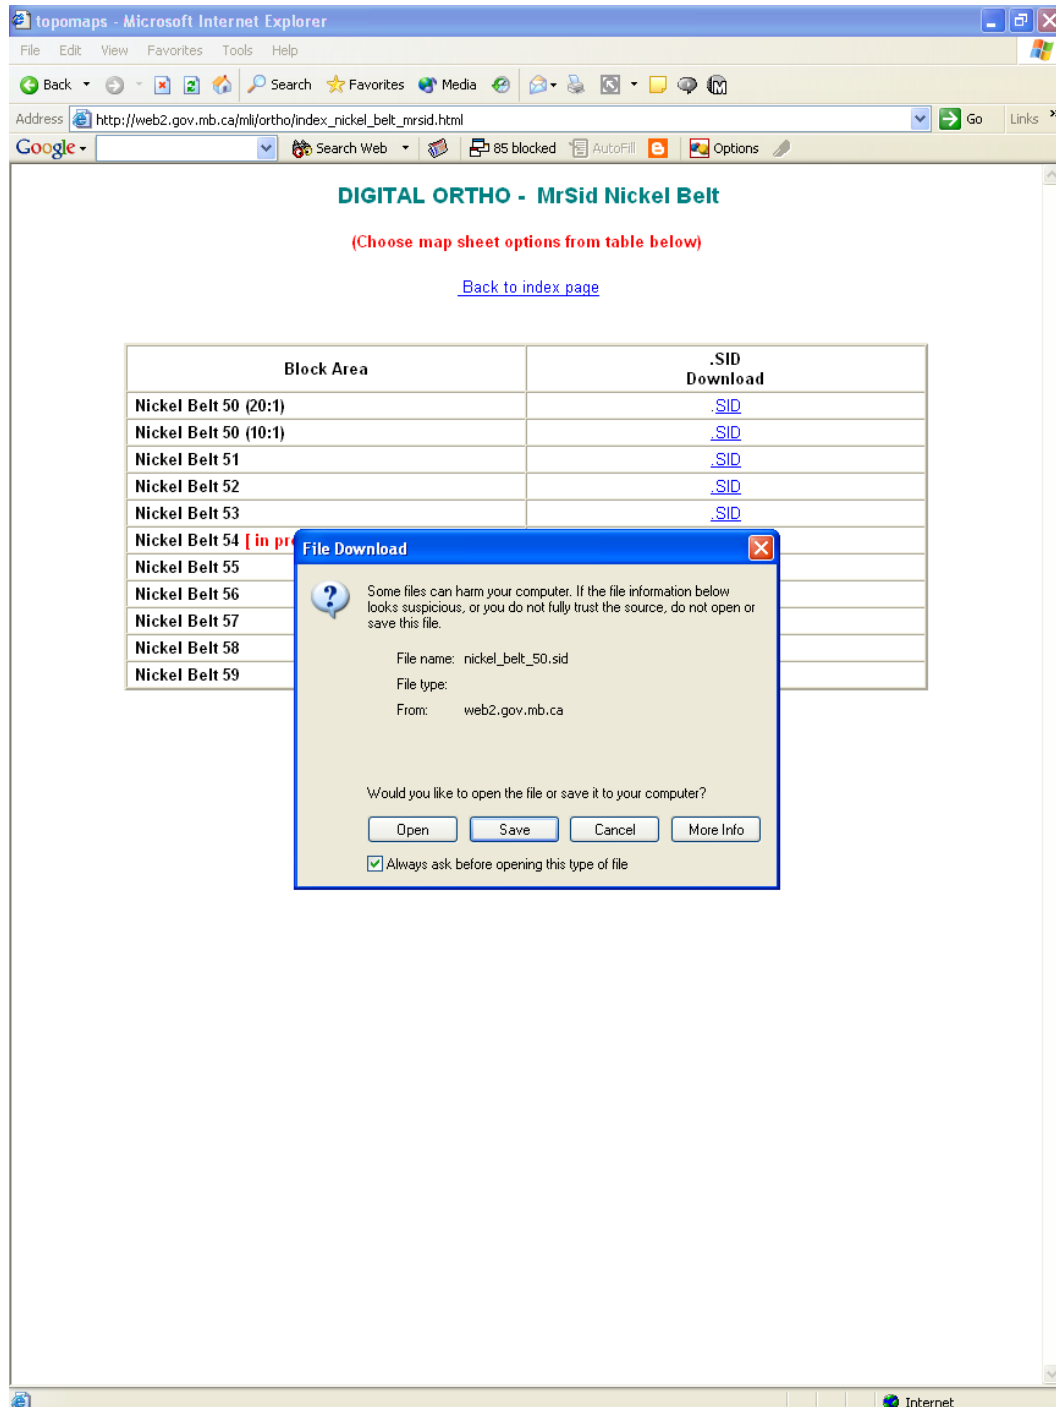 topomaps - Microsoft Internet Explorer
File Edit View Favorites Tools Help
Back Search Favorites Media
Address http://web2.gov.mb.ca/mli/ortho/index_nickel_belt_mrsid.html Go Links »
Google Search Web 85 blocked AutoFill Options
DIGITAL ORTHO - MrSid Nickel Belt
(Choose map sheet options from table below)
Back to index page
Block Area
.SID
Download
Nickel Belt 50 (20:1) .SID
Nickel Belt 50 (10:1) .SID
Nickel Belt 51 .SID
Nickel Belt 52 .SID
Nickel Belt 53 .SID
Nickel Belt 54 [ in
Nickel Belt 55
Nickel Belt 56
Nickel Belt 57
Nickel Belt 58
Nickel Belt 59
File Download
Some files can harm your computer. If the file information below
looks suspicious, or you do not fully trust the source, do not open or
save this file.
File name: nickel_belt_50.sid
File type:
From: web2.gov.mb.ca
Would you like to open the file or save it to your computer?
Open Save Cancel More Info
Always ask before opening this type of file
Internet